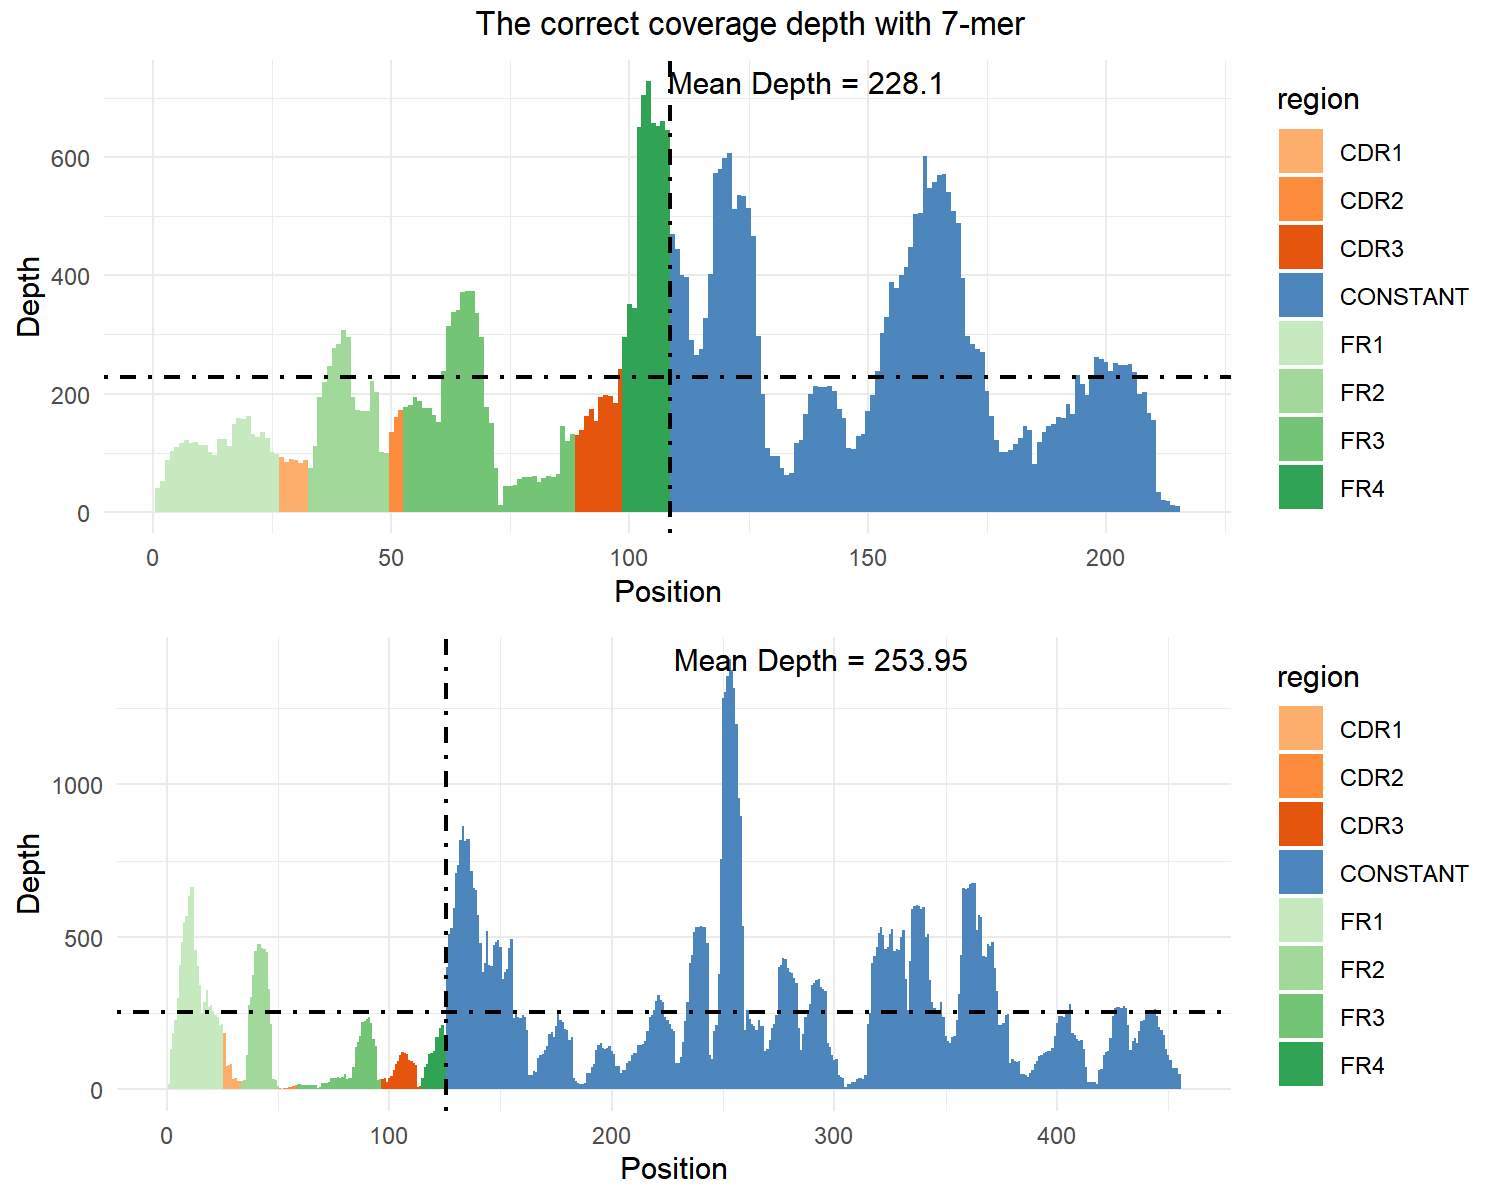 The correct coverage depth with 7-mer
Mean Depth = 228.1
Depth
600
400
200
0
0 50 100 150 200
Position
region
CDR1
CDR2
CDR3
CONSTANT
FR1
FR2
FR3
FR4
Mean Depth = 253.95
Depth
1000
500
0
0 100 200 300 400
Position
region
CDR1
CDR2
CDR3
CONSTANT
FR1
FR2
FR3
FR4